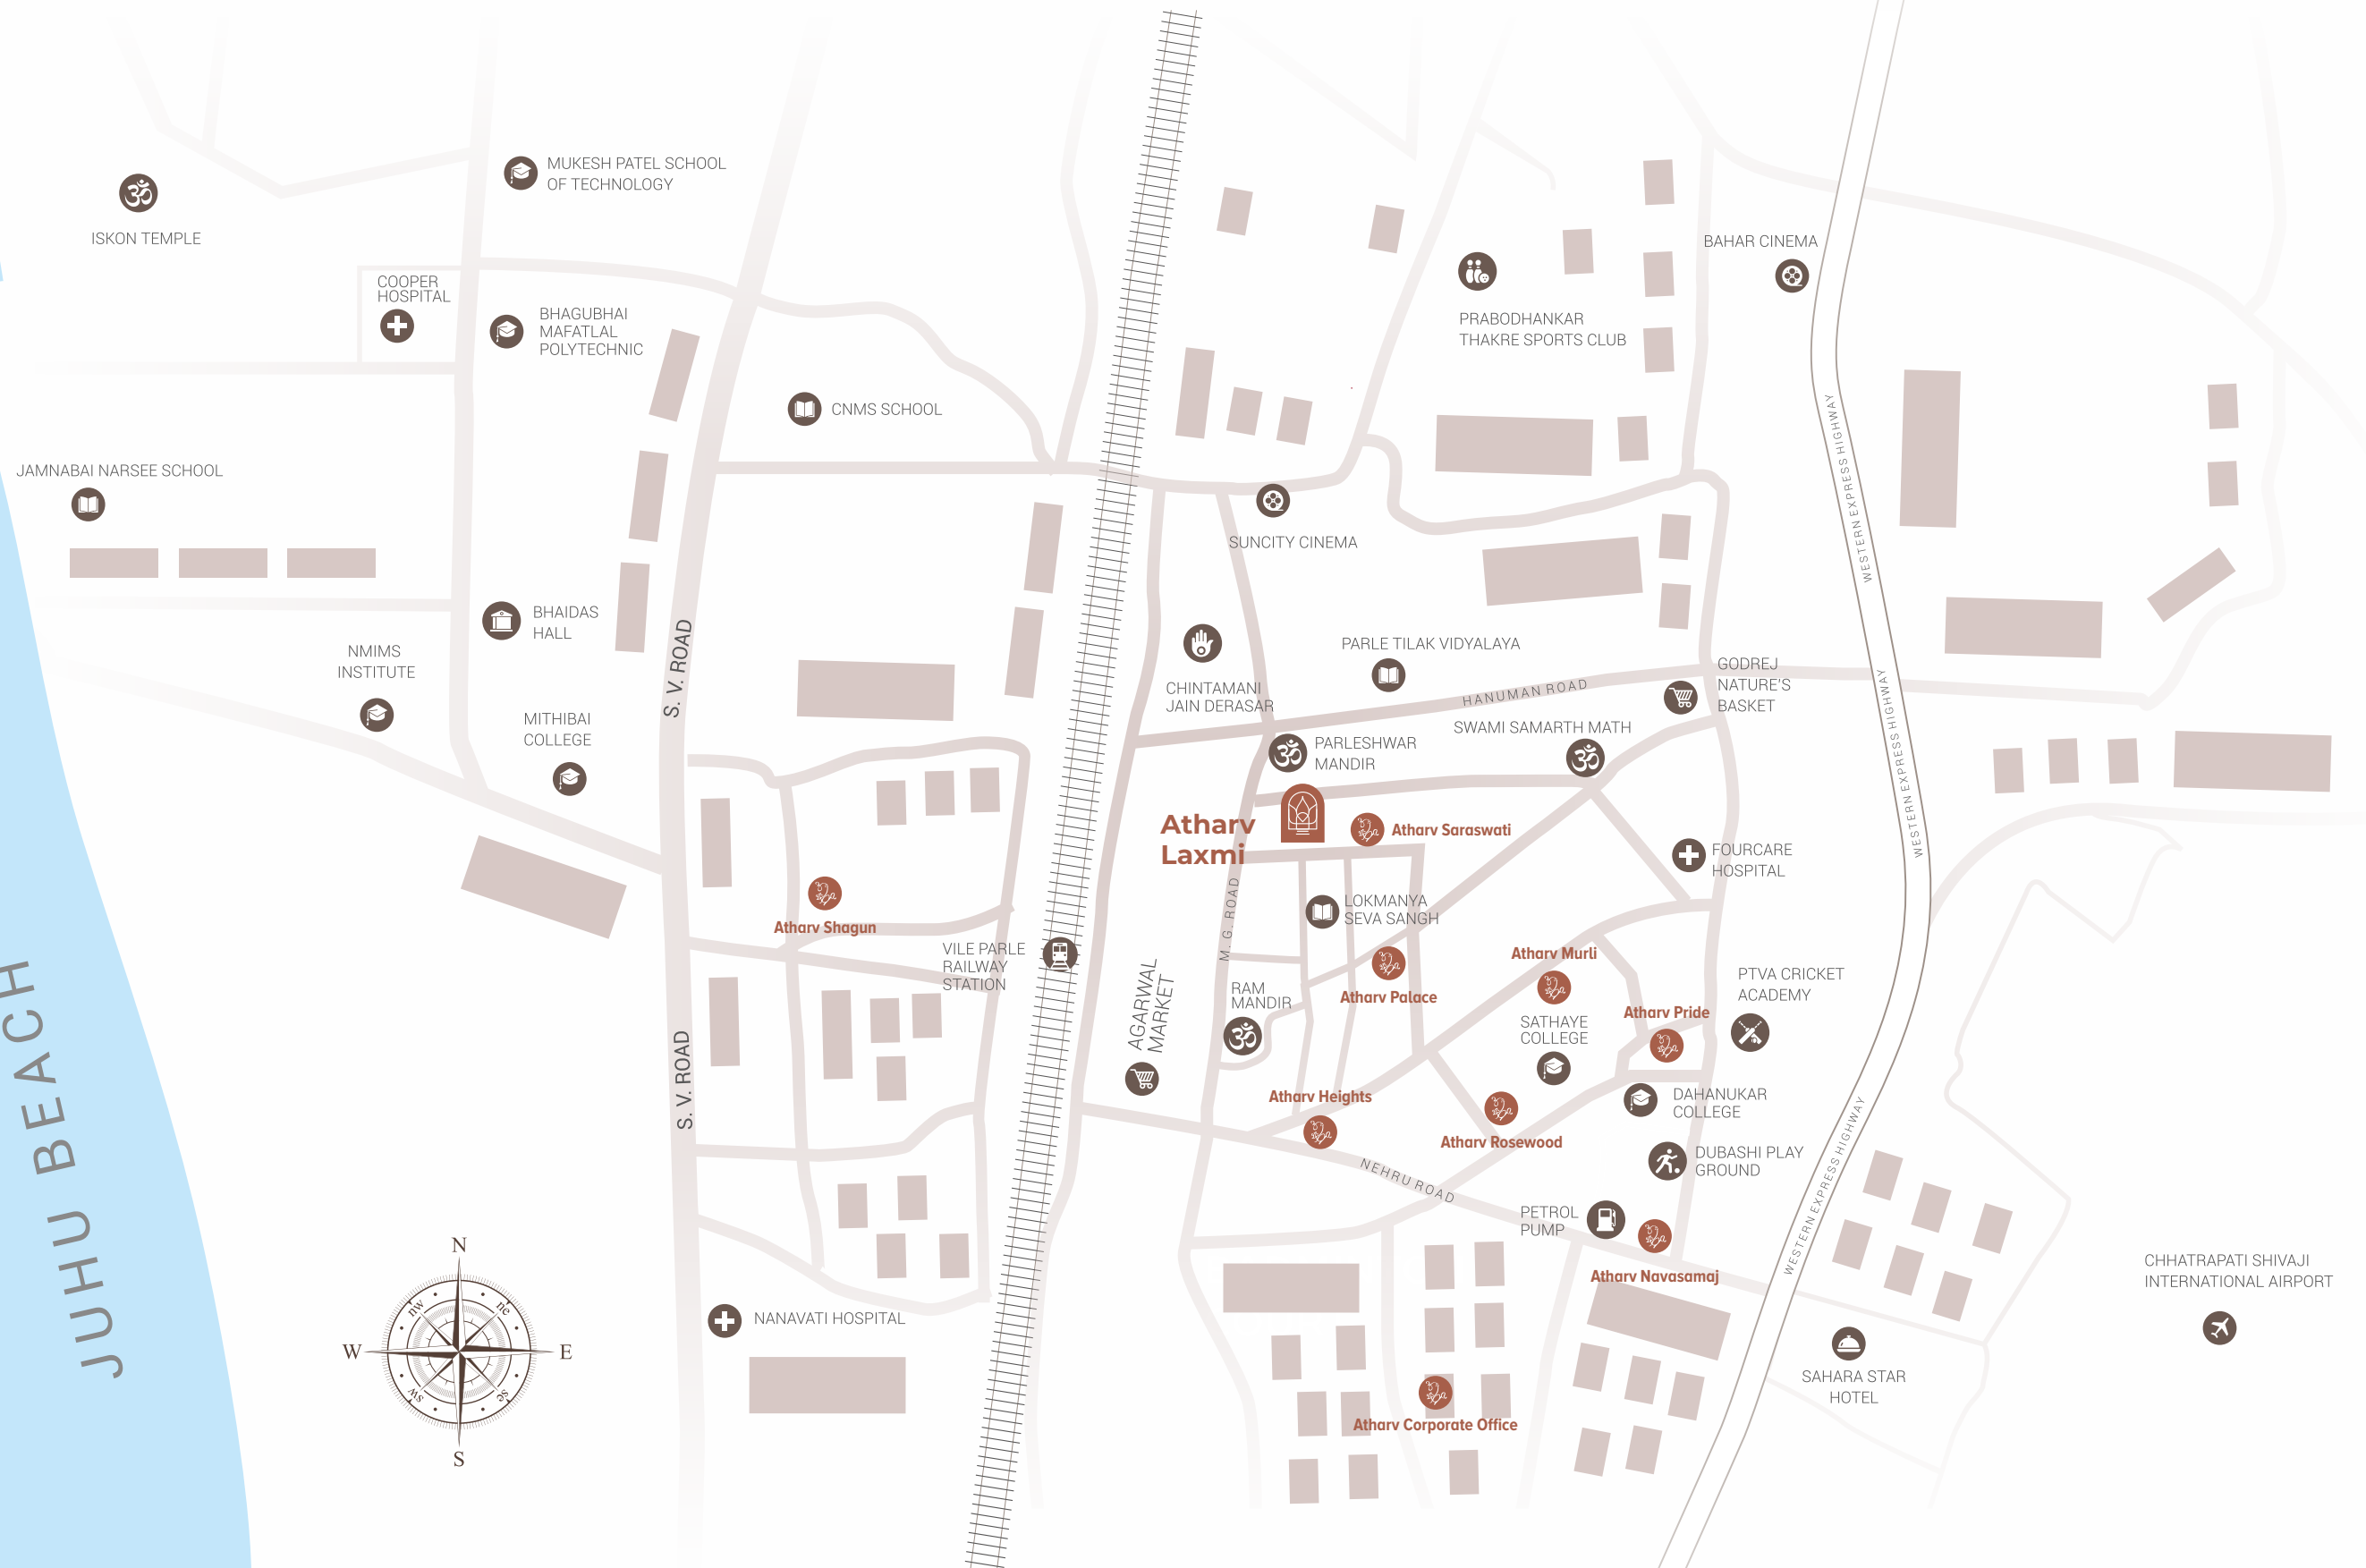 MUKESH PATEL SCHOOL
OF TECHNOLOGY
ISKON TEMPLE
BAHAR CINEMA
COOPER
HOSPITAL
BHAGUBHAI
MAFATLAL
POLYTECHNIC
PRABODHANKAR
THAKRE SPORTS CLUB
CNMS SCHOOL
JAMNABAI NARSEE SCHOOL
WESTERN EXPRESS HIGHWAY
SUNCITY CINEMA
BHAIDAS
HALL
NMIMS
INSTITUTE
S. V. ROAD
MITHIBAI
COLLEGE
CHINTAMANI
JAIN DERASAR
PARLE TILAK VIDYALAYA
HANUMAN ROAD
GODREJ
NATURE'S
BASKET
SWAMI SAMARTH MATH
PARLESHWAR
MANDIR
WESTERN EXPRESS HIGHWAY
Atharv
Laxmi
Atharv Saraswati
FOURCARE
HOSPITAL
M. G. ROAD
LOKMANYA
SEVA SANGH
Atharv Shagun
VILE PARLE
RAILWAY
STATION
AGARWAL
MARKET
RAM
MANDIR
Atharv Palace
Atharv Murli
PTVA CRICKET
ACADEMY
Atharv Pride
SATHAYE
COLLEGE
S. V. ROAD
JUHU BEACH
Atharv Heights
Atharv Rosewood
DAHANUKAR
COLLEGE
DUBASHI PLAY
GROUND
NEHRU ROAD
WESTERN EXPRESS HIGHWAY
PETROL
PUMP
Atharv Navasamaj
CHHATRAPATI SHIVAJI
INTERNATIONAL AIRPORT
N
nw
ne
W
E
sw
se
S
NANAVATI HOSPITAL
SAHARA STAR
HOTEL
Atharv Corporate Office